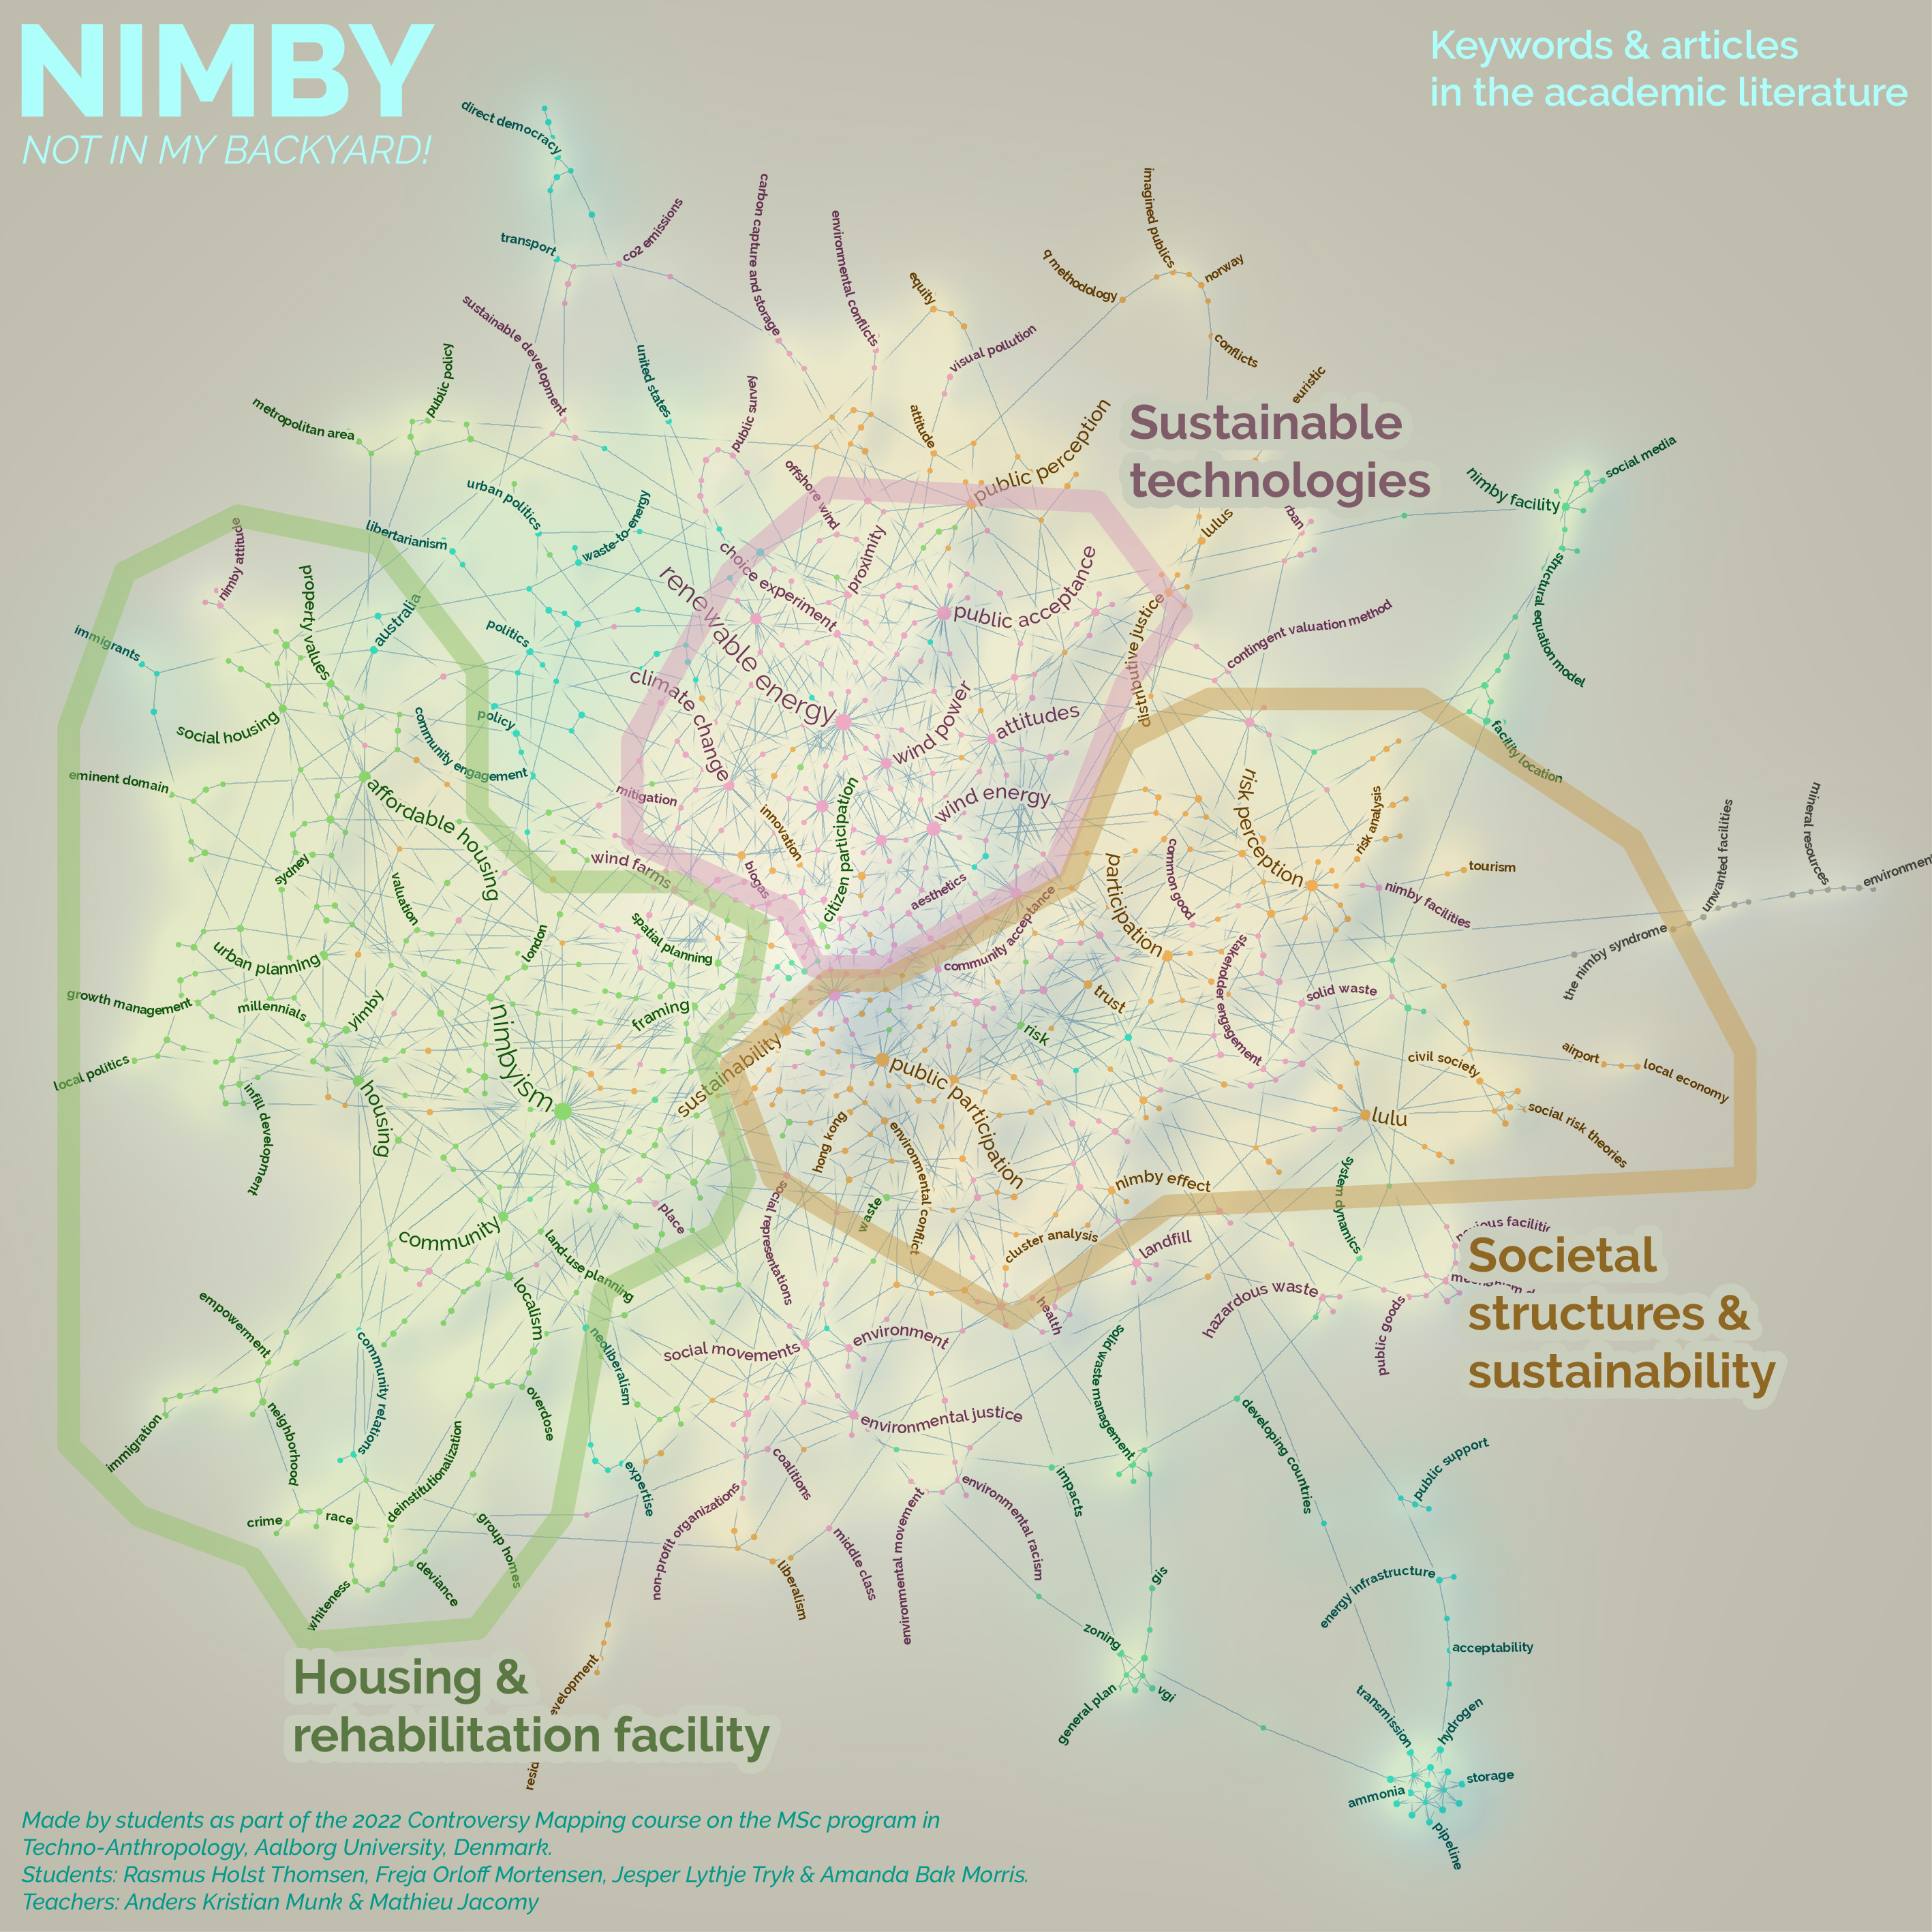 NIMBY
NOT IN MY BACKYARD!
Keywords & articles
in the academic literature
direct democracy
transport
co2 emissions
carbon capture and storage
environmental conflicts
equity
q methodology
imagined publics
norway
conflicts
visual pollution
sustainable development
united states
public survey
attitude
public perception
euristic
public policy
metropolitan area
Sustainable
technologies
nimby facility
social media
structural equation model
facility location
urban politics
waste-to-energy
libertarianism
offshore wind
proximity
choice experiment
renewable energy
public acceptance
lulus
rban
distributive justice
contingent valuation method
nimby attitude
property values
australia
immigrants
politics
social housing
policy
community engagement
climate change
wind power
attitudes
eminent domain
affordable housing
mitigation
innovation
citizen participation
wind energy
risk perception
risk analysis
tourism
unwanted facilities
mineral resources
environment
sydney
valuation
wind farms
biogas
aesthetics
participation
common good
nimby facilities
community acceptance
the nimby syndrome
urban planning
london
spatial planning
growth management
millennials
yimby
framing
nimbyism
trust
risk
stakeholder engagement
solid waste
local politics
infill development
housing
sustainability
public participation
civil society
airport
local economy
lulu
social risk theories
hong kong
environmental conflict
nimby effect
system dynamics
waste
social representations
place
community
land-use planning
cluster analysis
landfill
hazardous waste
public goods
Societal
structures &
sustainability
empowerment
localism
neoliberalism
social movements
environment
health
solid waste management
community relations
overdose
immigration
neighborhood
environmental justice
developing countries
public support
deinstitutionalization
expertise
coalitions
non-profit organizations
environmental movement
environmental racism
impacts
crime
race
group homes
deviance
whiteness
middle class
liberalism
gis
energy infrastructure
zoning
acceptability
general plan
vgi
Housing &
rehabilitation facility
evelopment
resid
transmission
hydrogen
storage
ammonia
pipeline
Made by students as part of the 2022 Controversy Mapping course on the MSc program in
Techno-Anthropology, Aalborg University, Denmark.
Students: Rasmus Holst Thomsen, Freja Orloff Mortensen, Jesper Lythje Tryk & Amanda Bak Morris.
Teachers: Anders Kristian Munk & Mathieu Jacomy